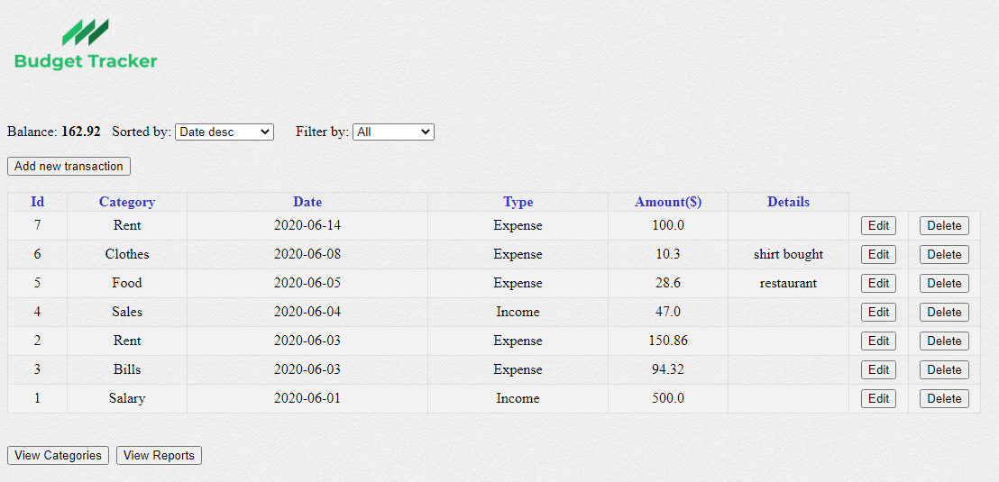 Budget Tracker
Balance: 162.92 Sorted by: Date desc Filter by: All
Add new transaction
Id Category Date Type Amount($) Details
7 Rent 2020-06-14 Expense 100.0 Edit Delete
6 Clothes 2020-06-08 Expense 10.3 shirt bought Edit Delete
5 Food 2020-06-05 Expense 28.6 restaurant Edit Delete
4 Sales 2020-06-04 Income 47.0 Edit Delete
2 Rent 2020-06-03 Expense 150.86 Edit Delete
3 Bills 2020-06-03 Expense 94.32 Edit Delete
1 Salary 2020-06-01 Income 500.0 Edit Delete
View Categories View Reports